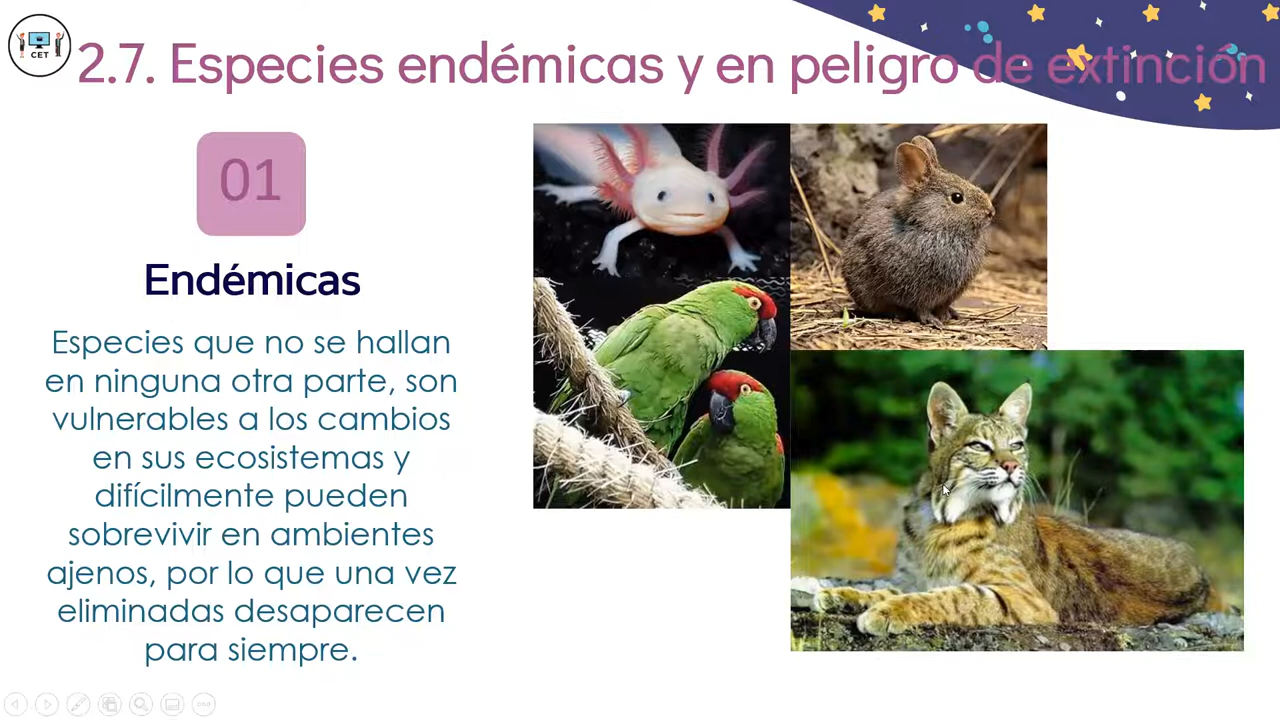 CET
2.7. Especies endémicas y en peligro de extinción
01
Endémicas
Especies que no se hallan
en ninguna otra parte, son
vulnerables a los cambios
en sus ecosistemas y
difícilmente pueden
sobrevivir en ambientes
ajenos, por lo que una vez
eliminadas desaparecen
para siempre.